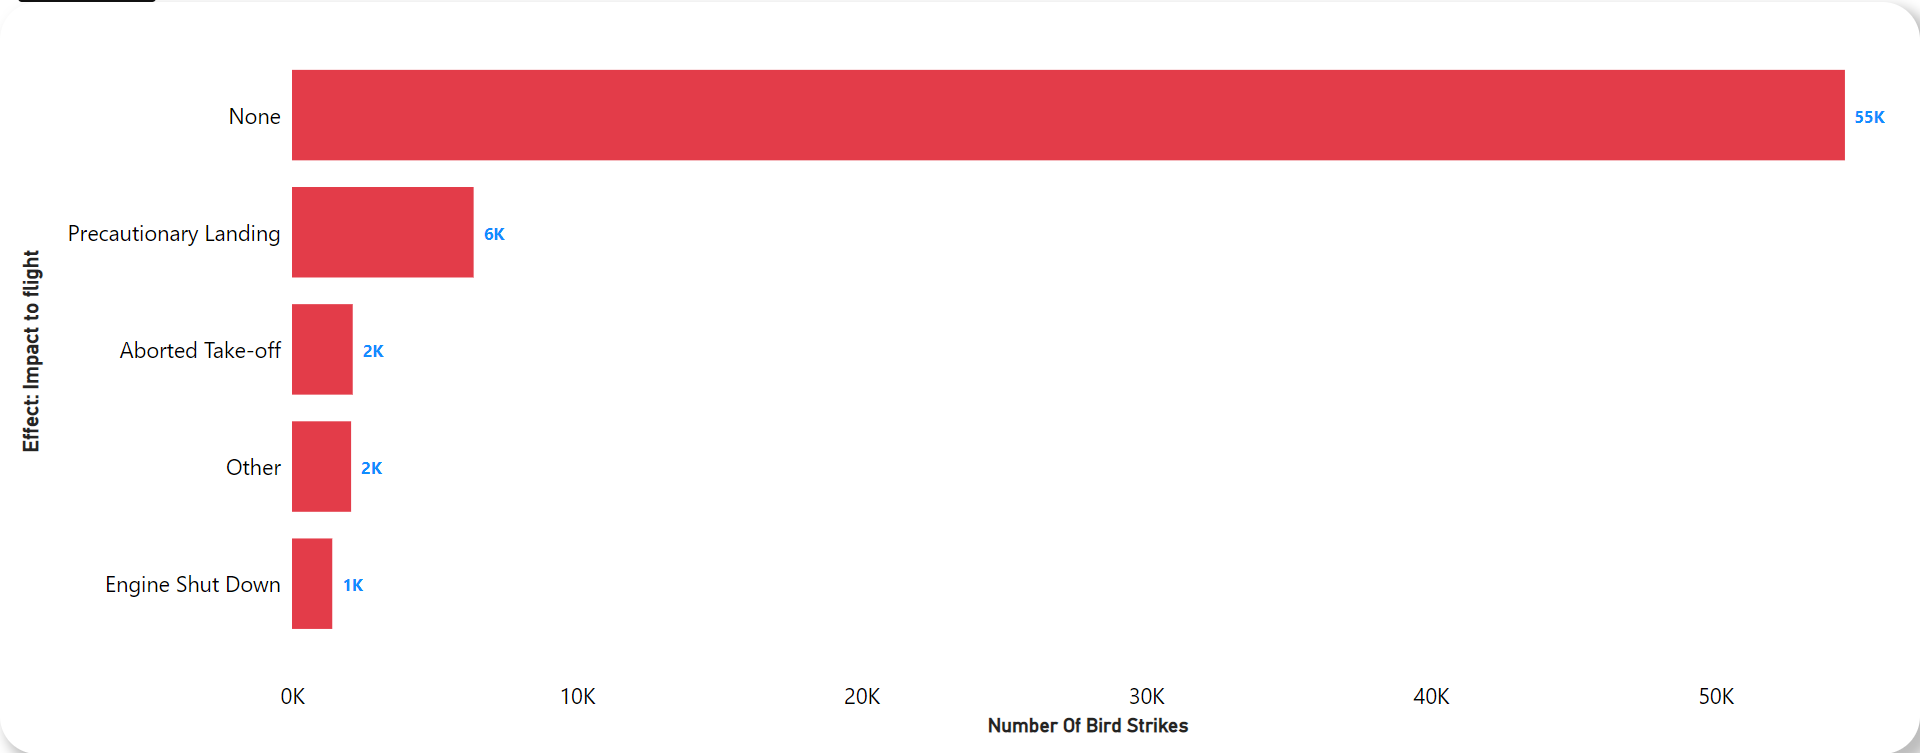 None
55K
Precautionary Landing
6K
Aborted Take-off
2K
Other
2K
Engine Shut Down
1K
Effect: Impact to flight
0K
10K
20K
30K
40K
50K
Number Of Bird Strikes